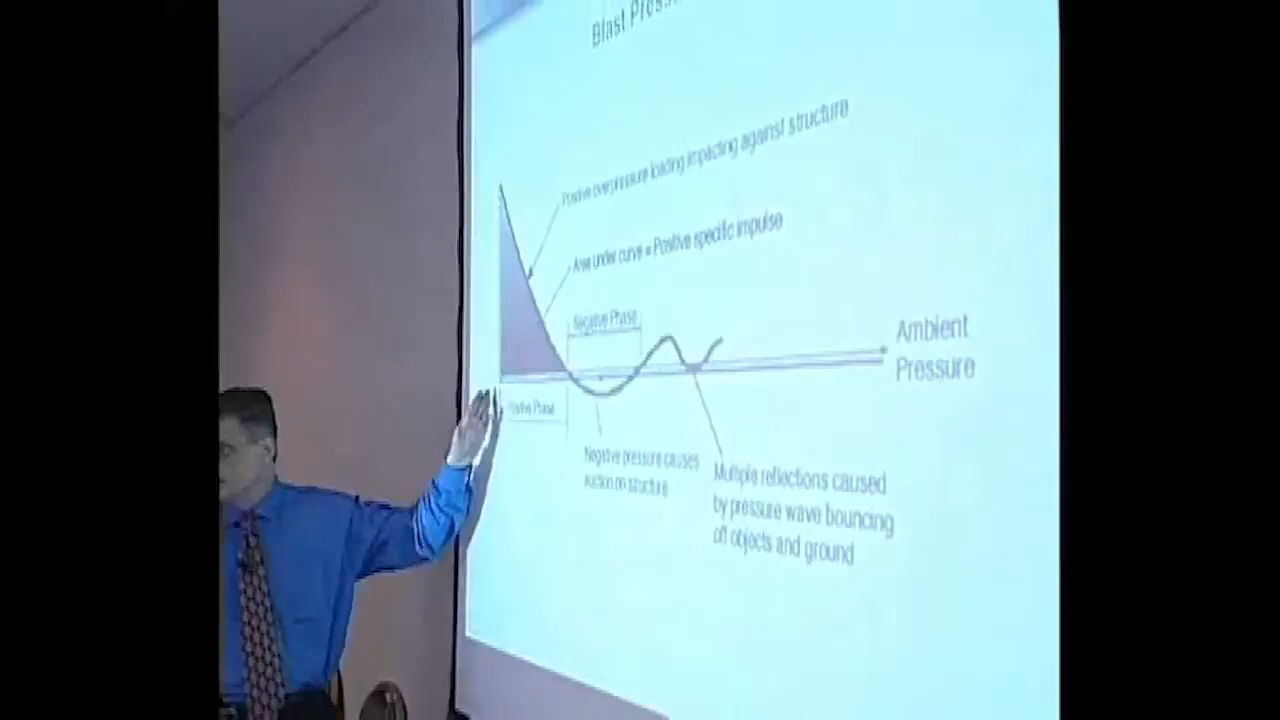 Blast Pressu
Positive overpressure loading impacting against structure
Area under curve = Positive specific impulse
Negative Phase
Ambient
Pressure
Positive Phase
Negative pressure causes
suction on structure
Multiple reflections caused
by pressure wave bouncing
off objects and ground